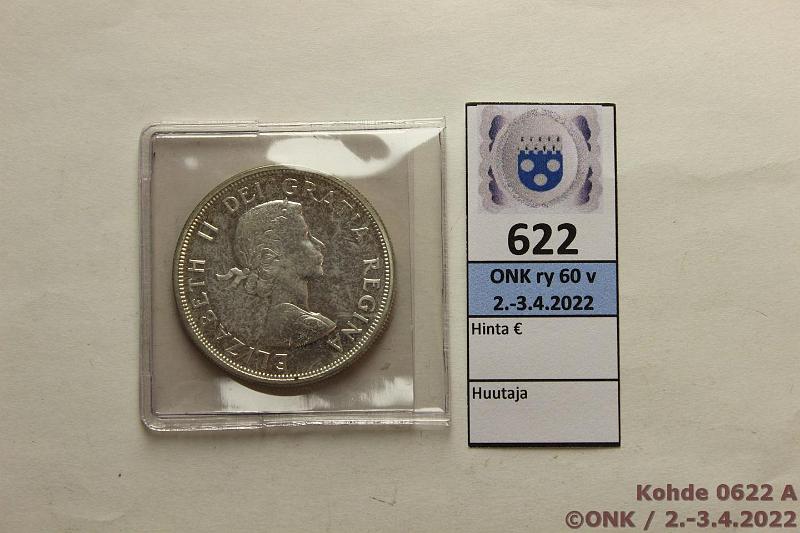 ELIZABETH II DEI GRATIA REGINA
622
ONK ry 60 v
2.-3.4.2022
Hinta €
Huutaja
Kohde 0622 A
©ONK / 2.-3.4.2022